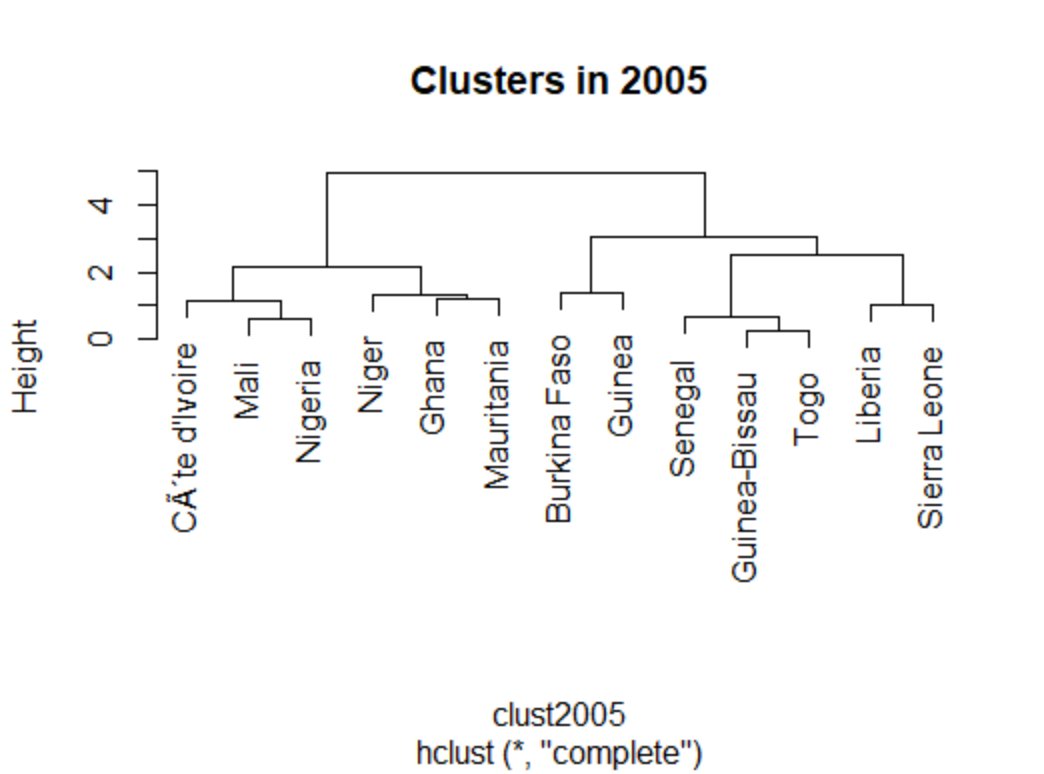 Clusters in 2005
Height
0
2
4
CÃ´te d'Ivoire
Mali
Nigeria
Niger
Ghana
Mauritania
Burkina Faso
Guinea
Senegal
Guinea-Bissau
Togo
Liberia
Sierra Leone
clust2005
hclust (*, "complete")